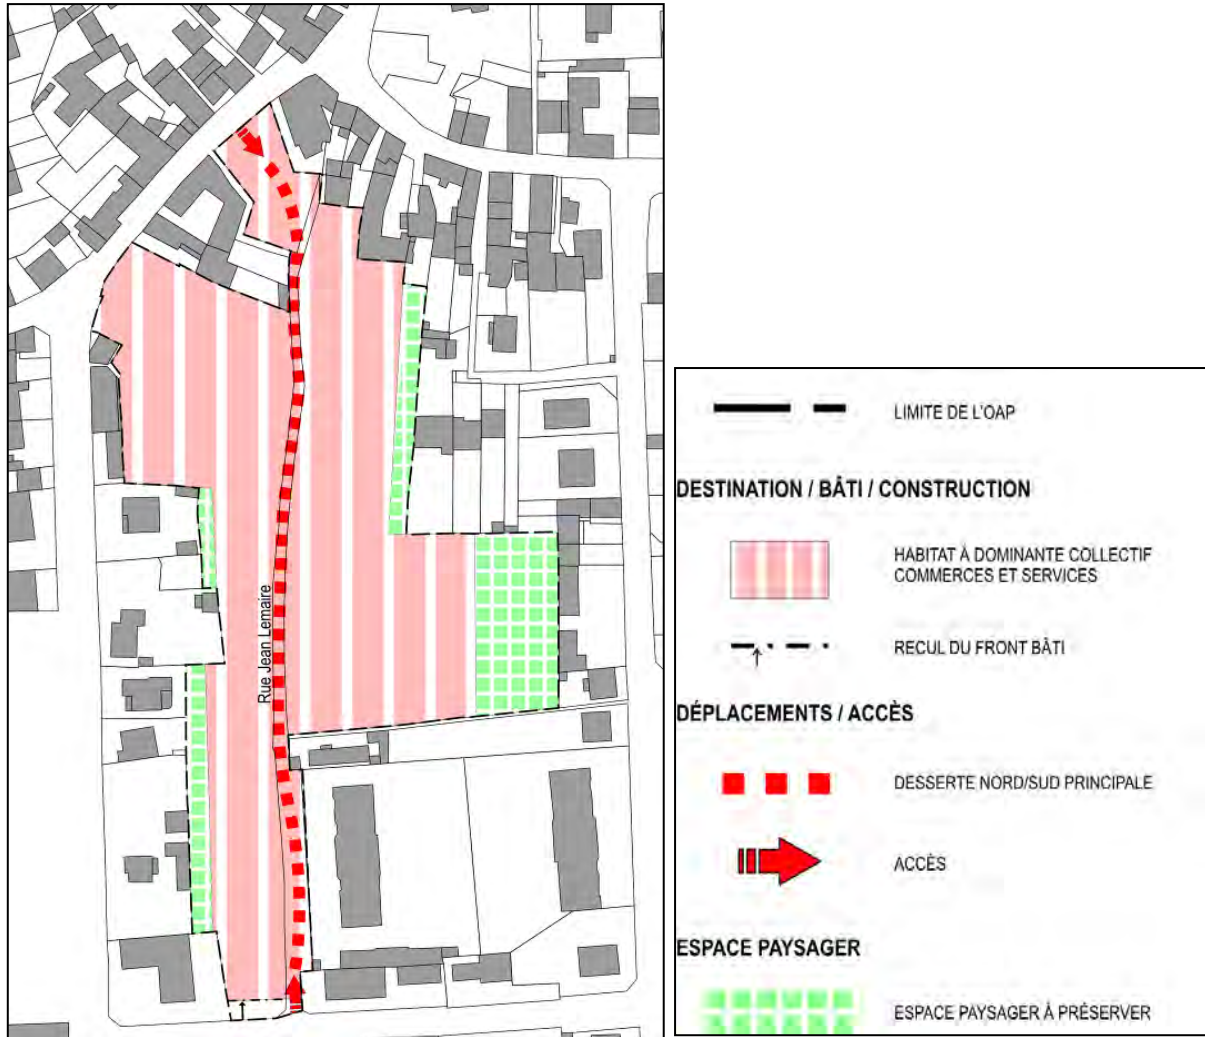 Rue Jean Lemaire
LIMITE DE L'OAP
DESTINATION / BÂTI / CONSTRUCTION
HABITAT À DOMINANTE COLLECTIF
COMMERCES ET SERVICES
RECUL DU FRONT BÂTI
DÉPLACEMENTS / ACCÈS
DESSERTE NORD/SUD PRINCIPALE
ACCÈS
ESPACE PAYSAGER
ESPACE PAYSAGER À PRÉSERVER